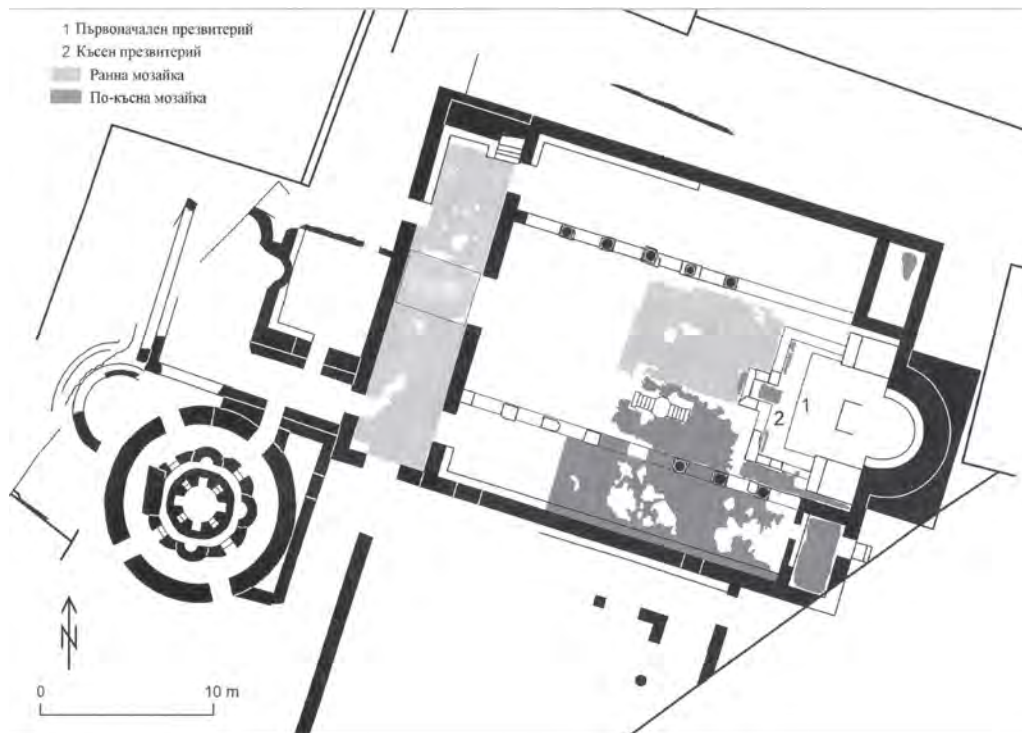 1 Първоначален презвитерий
2 Късен презвитерий
Ранна мозайка
По-късна мозайка
1
2
N
0 10 m